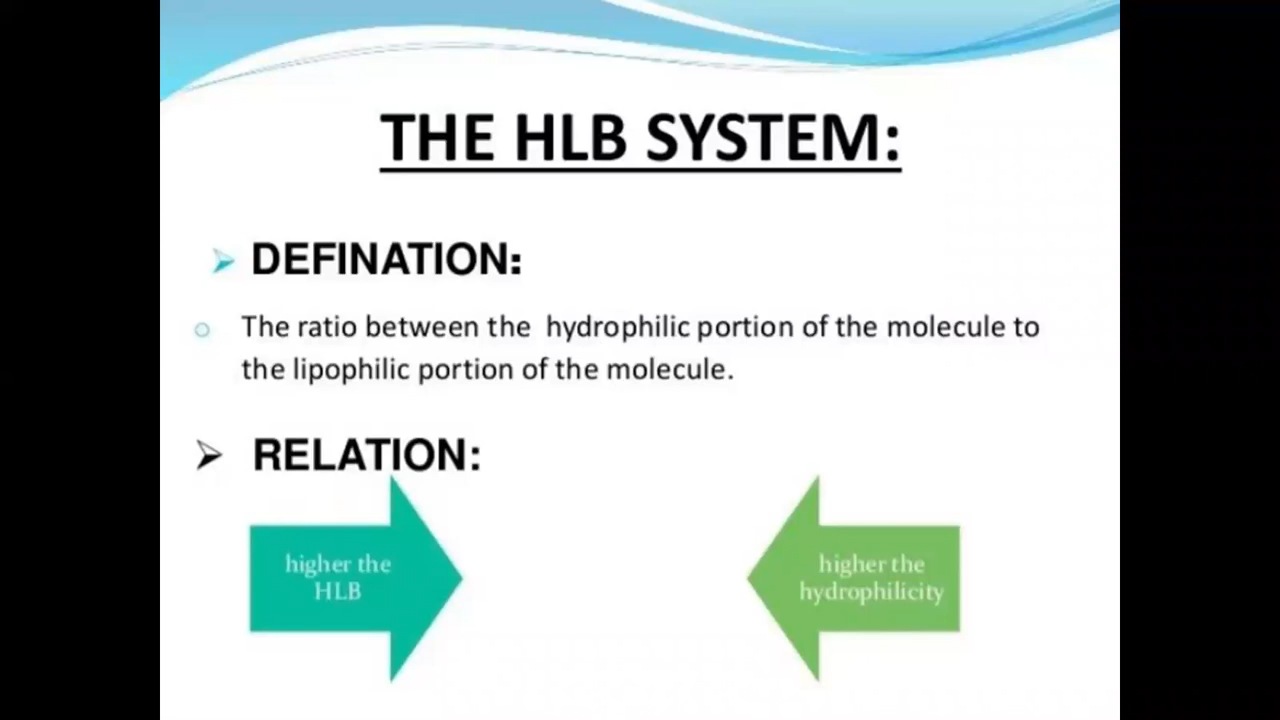 THE HLB SYSTEM:
DEFINATION:
The ratio between the hydrophilic portion of the molecule to
the lipophilic portion of the molecule.
RELATION:
higher the
HLB
higher the
hydrophilicity